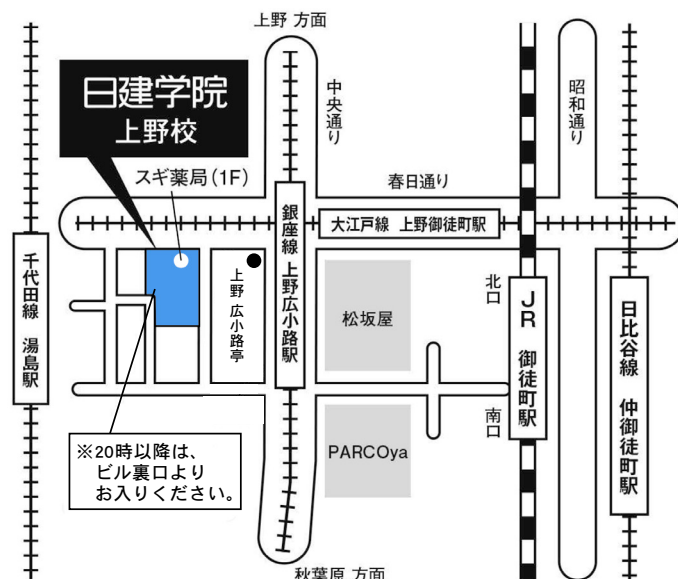 上野 方面
日建学院
上野校
中央通り
昭和通り
スギ薬局(1F)
春日通り
大江戸線 上野御徒町駅
銀座線 上野広小路駅
千代田線 湯島駅
上野広小路亭
松坂屋
北口
JR 御徒町駅
日比谷線 仲御徒町駅
南口
PARCOya
※20時以降は、
ビル裏口より
お入りください。
秋葉原 方面